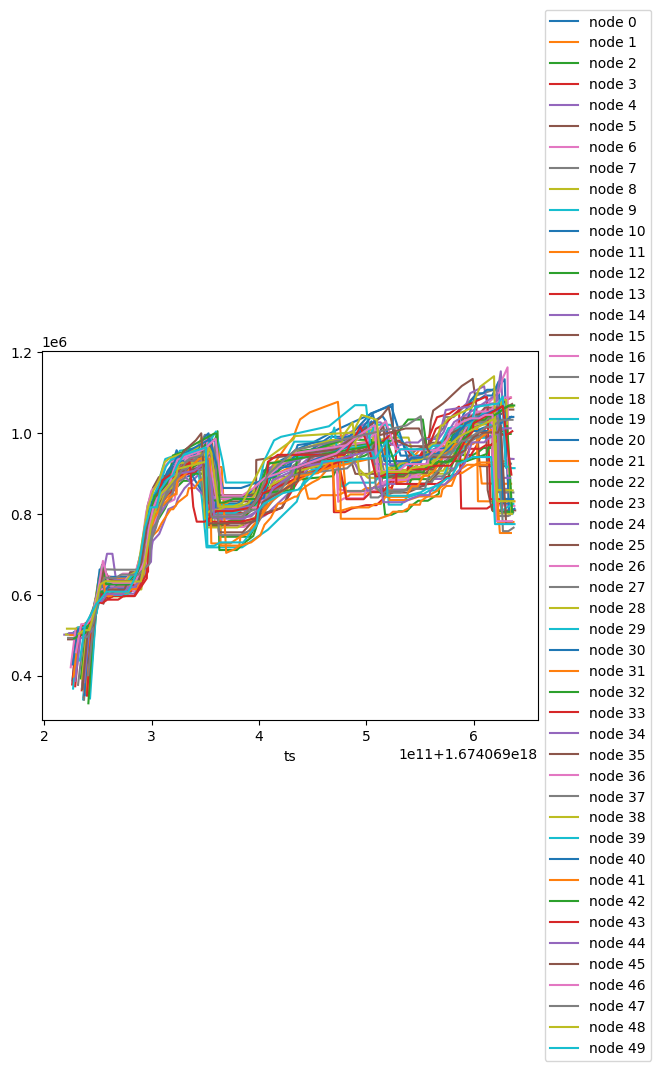 1e6
1.2
1.0
0.8
0.6
0.4
2 3 4 5 6
1e11+1.674069e18
ts
node 0
node 1
node 2
node 3
node 4
node 5
node 6
node 7
node 8
node 9
node 10
node 11
node 12
node 13
node 14
node 15
node 16
node 17
node 18
node 19
node 20
node 21
node 22
node 23
node 24
node 25
node 26
node 27
node 28
node 29
node 30
node 31
node 32
node 33
node 34
node 35
node 36
node 37
node 38
node 39
node 40
node 41
node 42
node 43
node 44
node 45
node 46
node 47
node 48
node 49